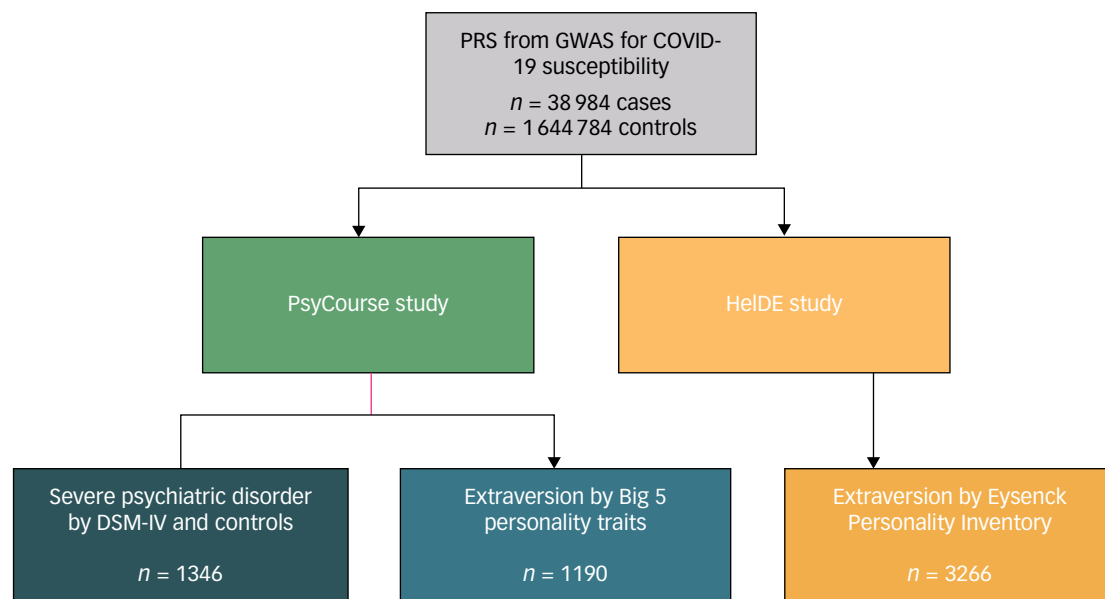 PRS from GWAS for COVID-
19 susceptibility
n = 38 984 cases
n = 1 644 784 controls
PsyCourse study
HelDE study
Severe psychiatric disorder
by DSM-IV and controls
n = 1346
Extraversion by Big 5
personality traits
n = 1190
Extraversion by Eysenck
Personality Inventory
n = 3266